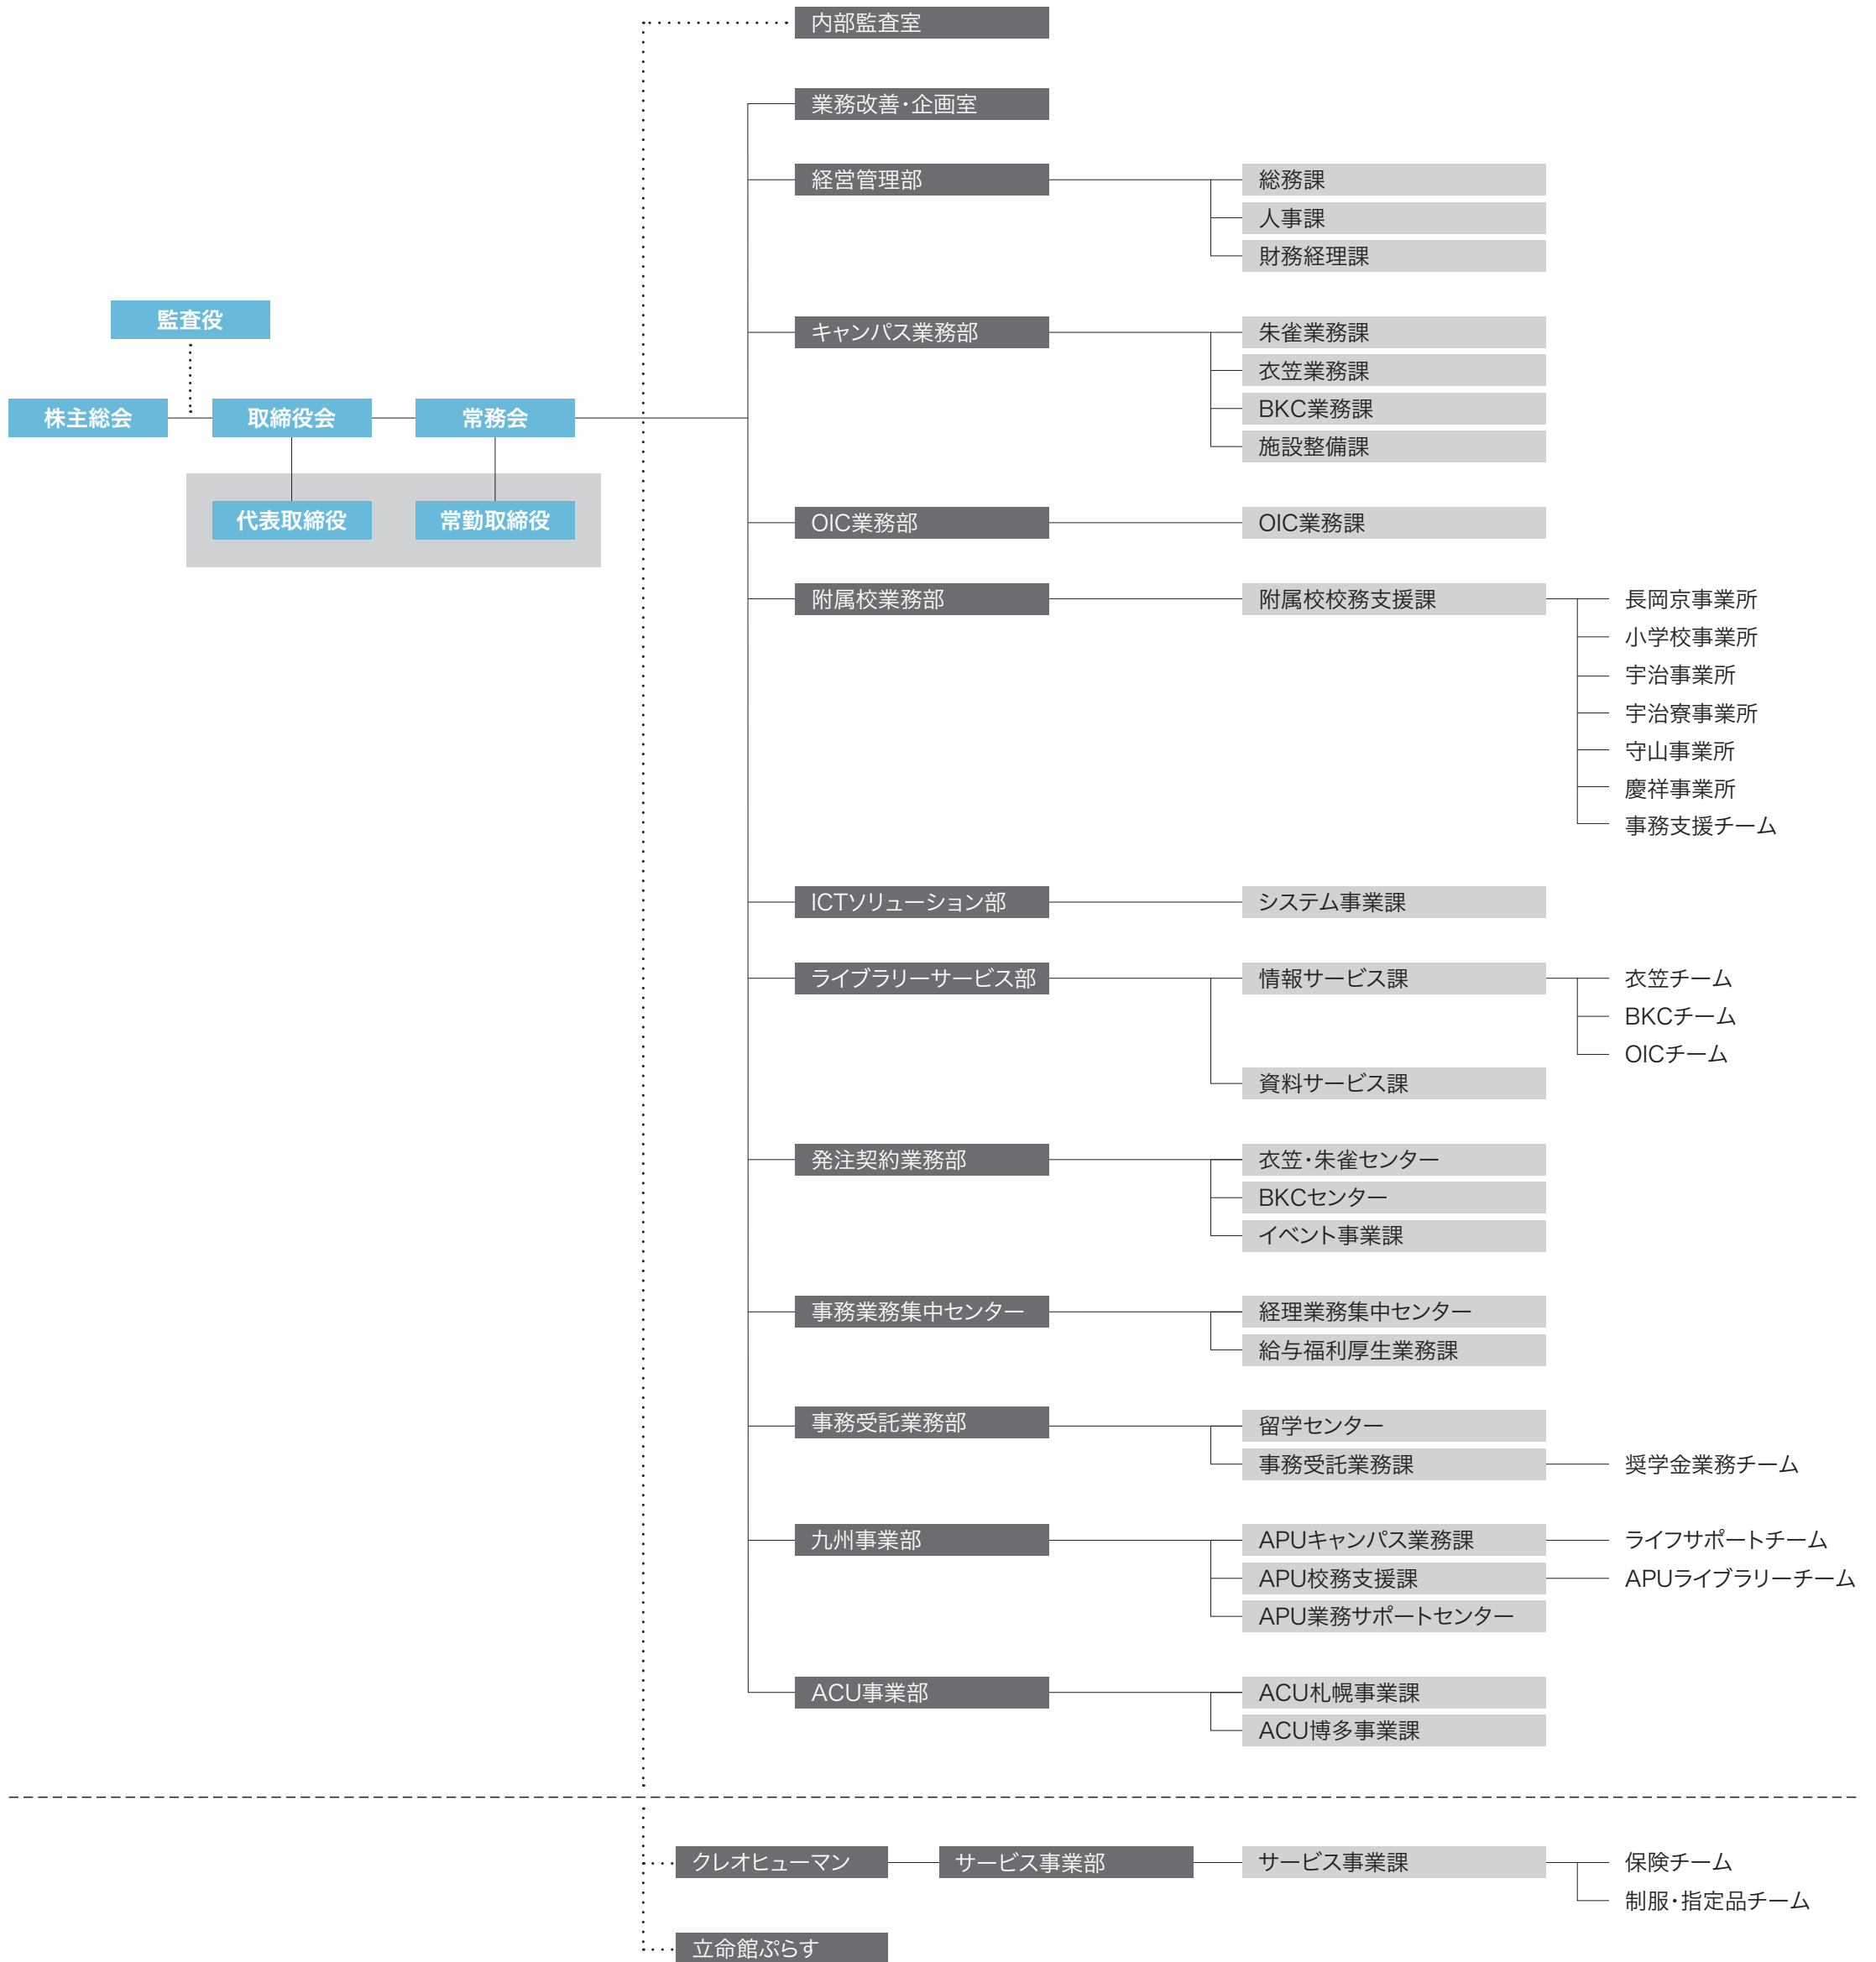 内部監査室
業務改善・企画室
経営管理部
総務課
人事課
財務経理課
監査役
キャンパス業務部
朱雀業務課
衣笠業務課
BKC業務課
施設整備課
株主総会
取締役会
常務会
代表取締役
常勤取締役
OIC業務部
OIC業務課
附属校業務部
附属校校務支援課
長岡京事業所
小学校事業所
宇治事業所
宇治寮事業所
守山事業所
慶祥事業所
事務支援チーム
ICTソリューション部
システム事業課
ライブラリーサービス部
情報サービス課
衣笠チーム
BKCチーム
OICチーム
資料サービス課
発注契約業務部
衣笠・朱雀センター
BKCセンター
イベント事業課
事務業務集中センター
経理業務集中センター
給与福利厚生業務課
事務受託業務部
留学センター
事務受託業務課
奨学金業務チーム
九州事業部
APUキャンパス業務課
ライフサポートチーム
APU校務支援課
APUライブラリーチーム
APU業務サポートセンター
ACU事業部
ACU札幌事業課
ACU博多事業課
クレオヒューマン
サービス事業部
サービス事業課
保険チーム
制服・指定品チーム
立命館ぷらす